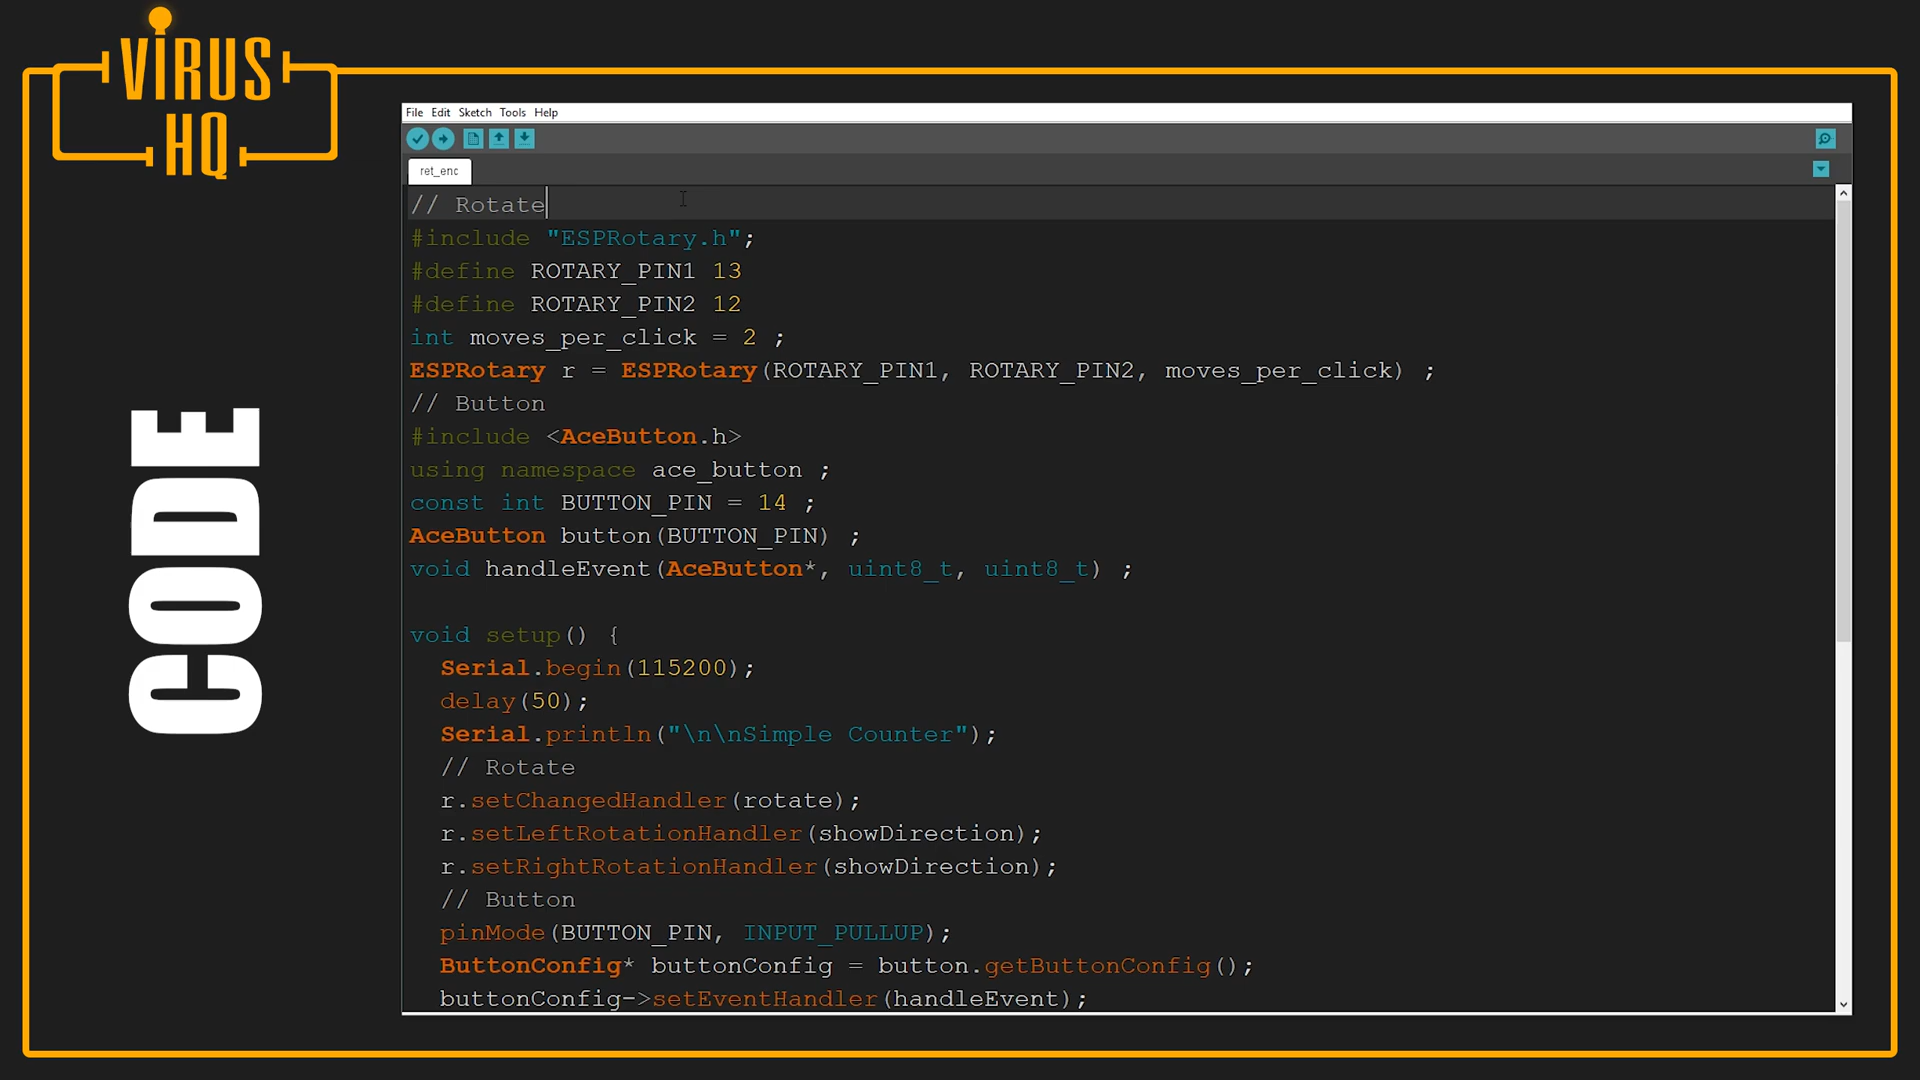 VİRUS
HQ
CODE
File Edit Sketch Tools Help
ret_enc
// Rotate
#include "ESPRotary.h";
#define ROTARY_PIN1 13
#define ROTARY_PIN2 12
int moves_per_click = 2 ;
ESPRotary r = ESPRotary(ROTARY_PIN1, ROTARY_PIN2, moves_per_click) ;
// Button
#include <AceButton.h>
using namespace ace_button ;
const int BUTTON_PIN = 14 ;
AceButton button(BUTTON_PIN) ;
void handleEvent(AceButton*, uint8_t, uint8_t) ;
void setup() {
Serial.begin(115200);
delay(50);
Serial.println("\n\nSimple Counter");
// Rotate
r.setChangedHandler(rotate);
r.setLeftRotationHandler(showDirection);
r.setRightRotationHandler(showDirection);
// Button
pinMode(BUTTON_PIN, INPUT_PULLUP);
ButtonConfig* buttonConfig = button.getButtonConfig();
buttonConfig->setEventHandler(handleEvent);